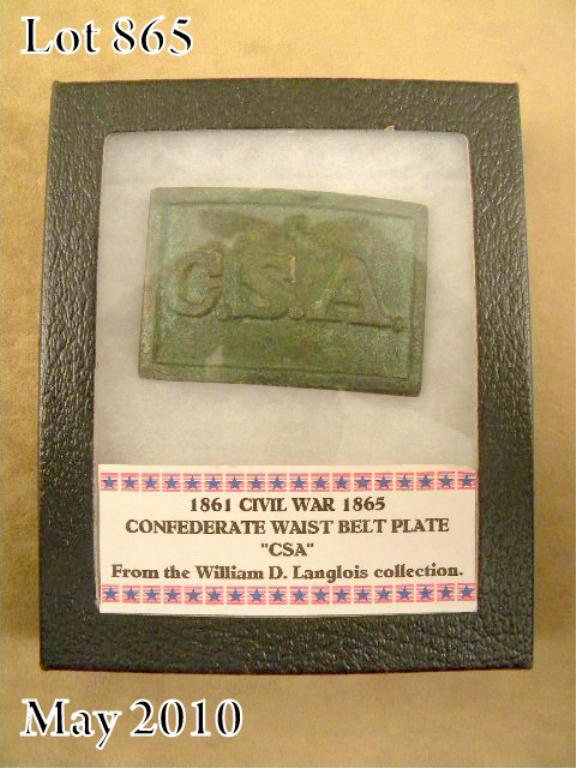 Lot 865
C.S.A.
1861 CIVIL WAR 1865
CONFEDERATE WAIST BELT PLATE
"CSA"
From the William D. Langlois collection.
May 2010